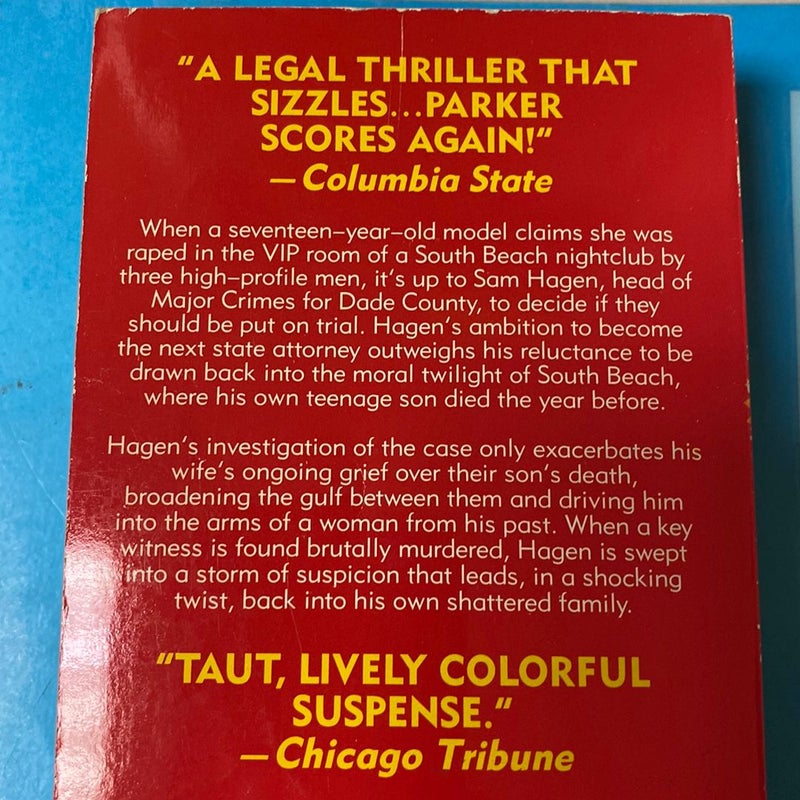 “A LEGAL THRILLER THAT
SIZZLES...PARKER
SCORES AGAIN!“
—Columbia State
When a seventeen–year–old model claims she was
raped in the VIP room of a South Beach nightclub by
three high–profile men, it's up to Sam Hagen, head of
Major Crimes for Dade County, to decide if they
should be put on trial. Hagen's ambition to become
the next state attorney outweighs his reluctance to be
drawn back into the moral twilight of South Beach,
where his own teenage son died the year before.
Hagen's investigation of the case only exacerbates his
wife's ongoing grief over their son's death,
broadening the gulf between them and driving him
into the arms of a woman from his past. When a key
witness is found brutally murdered, Hagen is swept
into a storm of suspicion that leads, in a shocking
twist, back into his own shattered family.
“TAUT, LIVELY COLORFUL
SUSPENSE.“
—Chicago Tribune